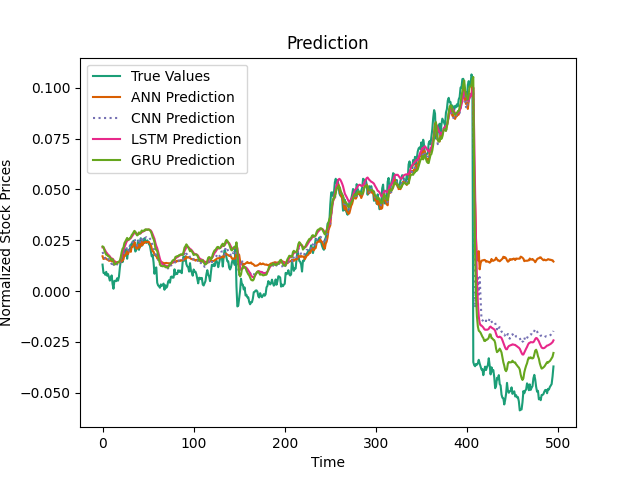 Prediction
True Values
ANN Prediction
CNN Prediction
LSTM Prediction
GRU Prediction
Normalized Stock Prices
0.100
0.075
0.050
0.025
0.000
−0.025
−0.050
0 100 200 300 400 500
Time